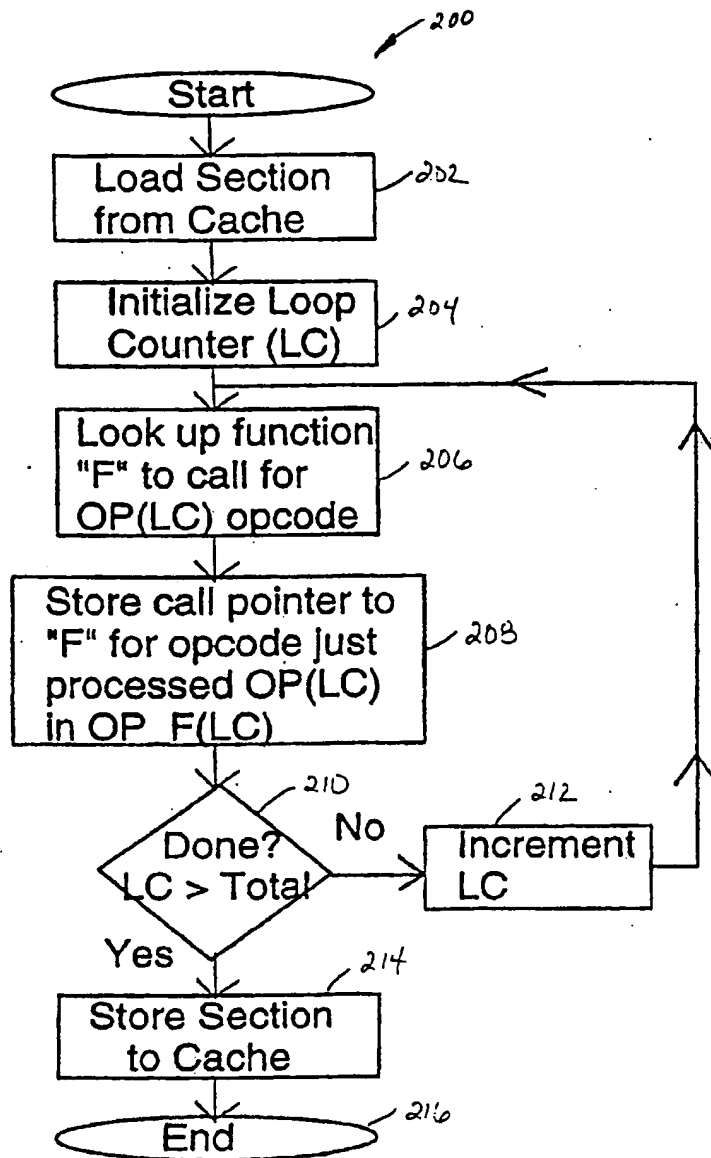 200
Start
Load Section
from Cache
202
Initialize Loop
Counter (LC)
204
Look up function
"F" to call for
OP(LC) opcode
206
Store call pointer to
"F" for opcode just
processed OP(LC)
in OP_F(LC)
208
210
Done?
LC > Total
No
212
Increment
LC
Yes
214
Store Section
to Cache
End
216